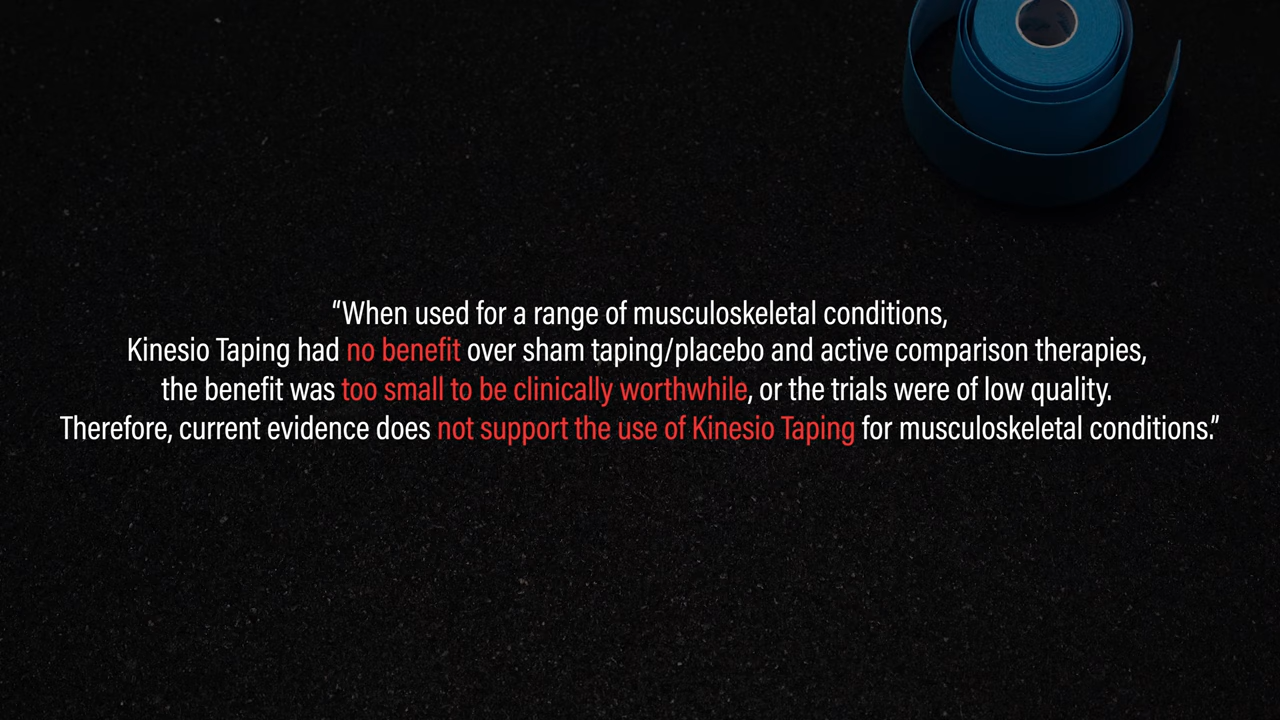 “When used for a range of musculoskeletal conditions,
Kinesio Taping had no benefit over sham taping/placebo and active comparison therapies,
the benefit was too small to be clinically worthwhile, or the trials were of low quality.
Therefore, current evidence does not support the use of Kinesio Taping for musculoskeletal conditions.”